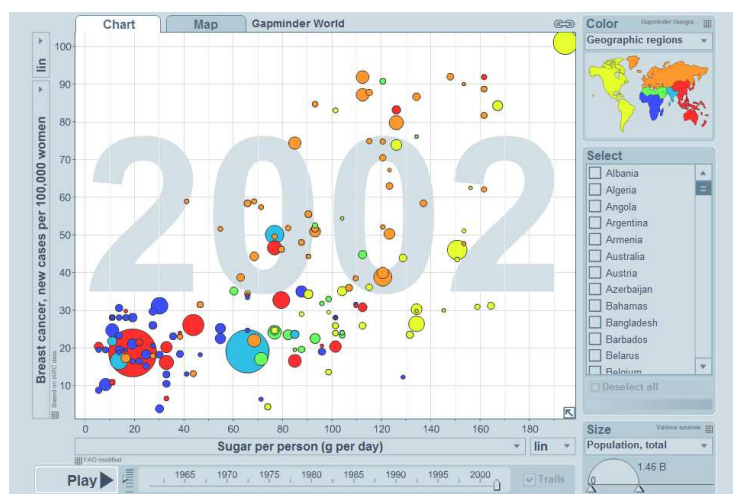 Chart
Map
Gapminder World
lin
Breast cancer, new cases per 100,000 women
Based on IARC data
2002
100
90
80
70
60
50
40
30
20
10
0 20 40 60 80 100 120 140 160 180
Sugar per person (g per day)
lin
FAO modified
Play
1965 1970 1975 1980 1985 1990 1995 2000
Trails
Color
Gapminder Geogra...
Geographic regions
Select
Albania
Algeria
Angola
Argentina
Armenia
Australia
Austria
Azerbaijan
Bahamas
Bangladesh
Barbados
Belarus
Belgium
Deselect all
Size
Various sources
Population, total
1.46 B
0